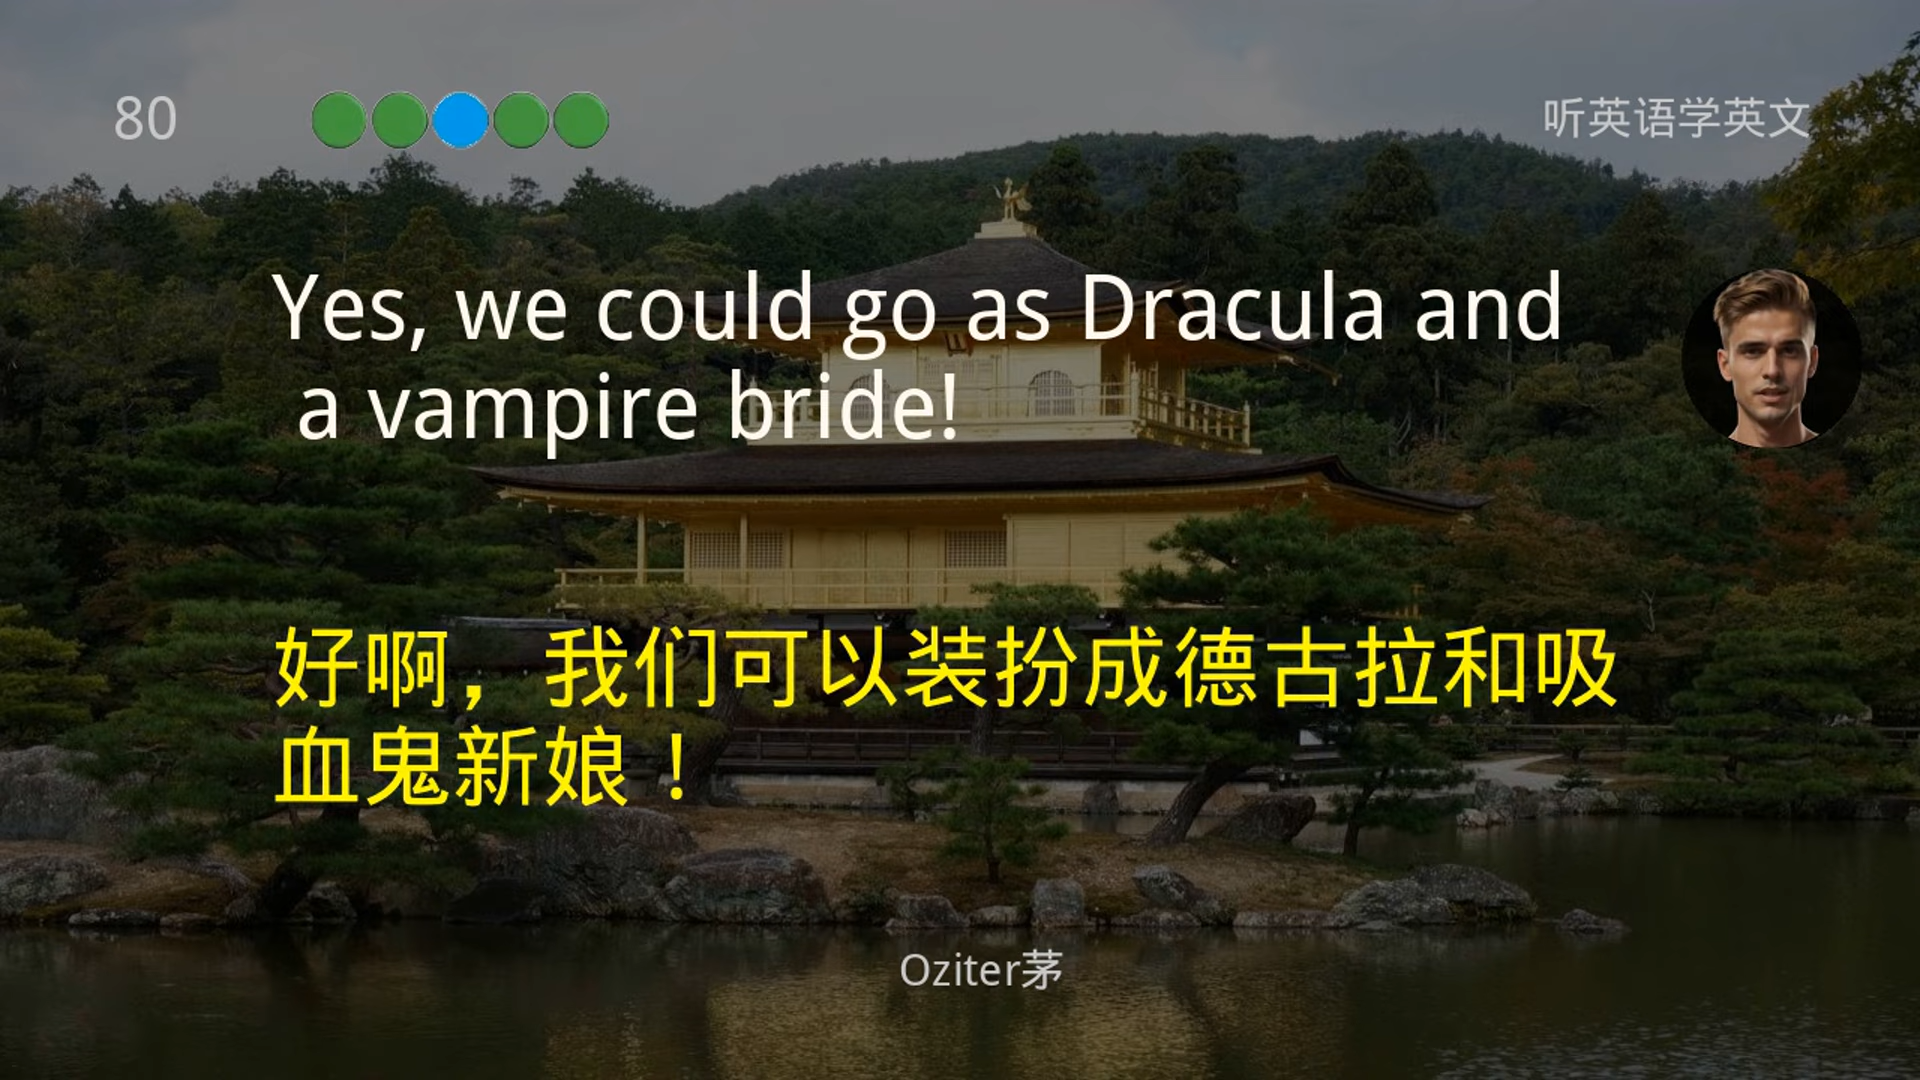 80
听英语学英文
Yes, we could go as Dracula and
a vampire bride!
好啊，我们可以装扮成德古拉和吸
血鬼新娘！
Oziter茅